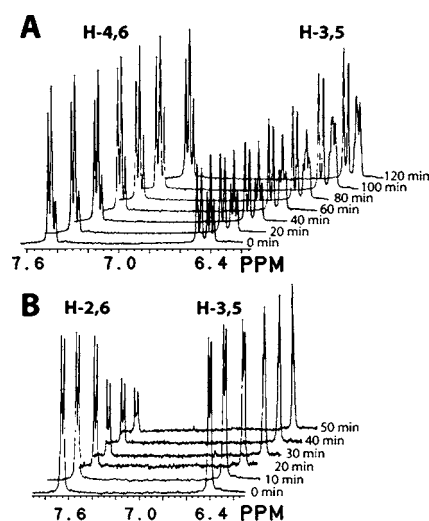 A
H-4,6 H-3,5
120 min
100 min
80 min
60 min
40 min
20 min
0 min
7.6 7.0 6.4 PPM
B
H-2,6 H-3,5
50 min
40 min
30 min
20 min
10 min
0 min
7.6 7.0 6.4 PPM